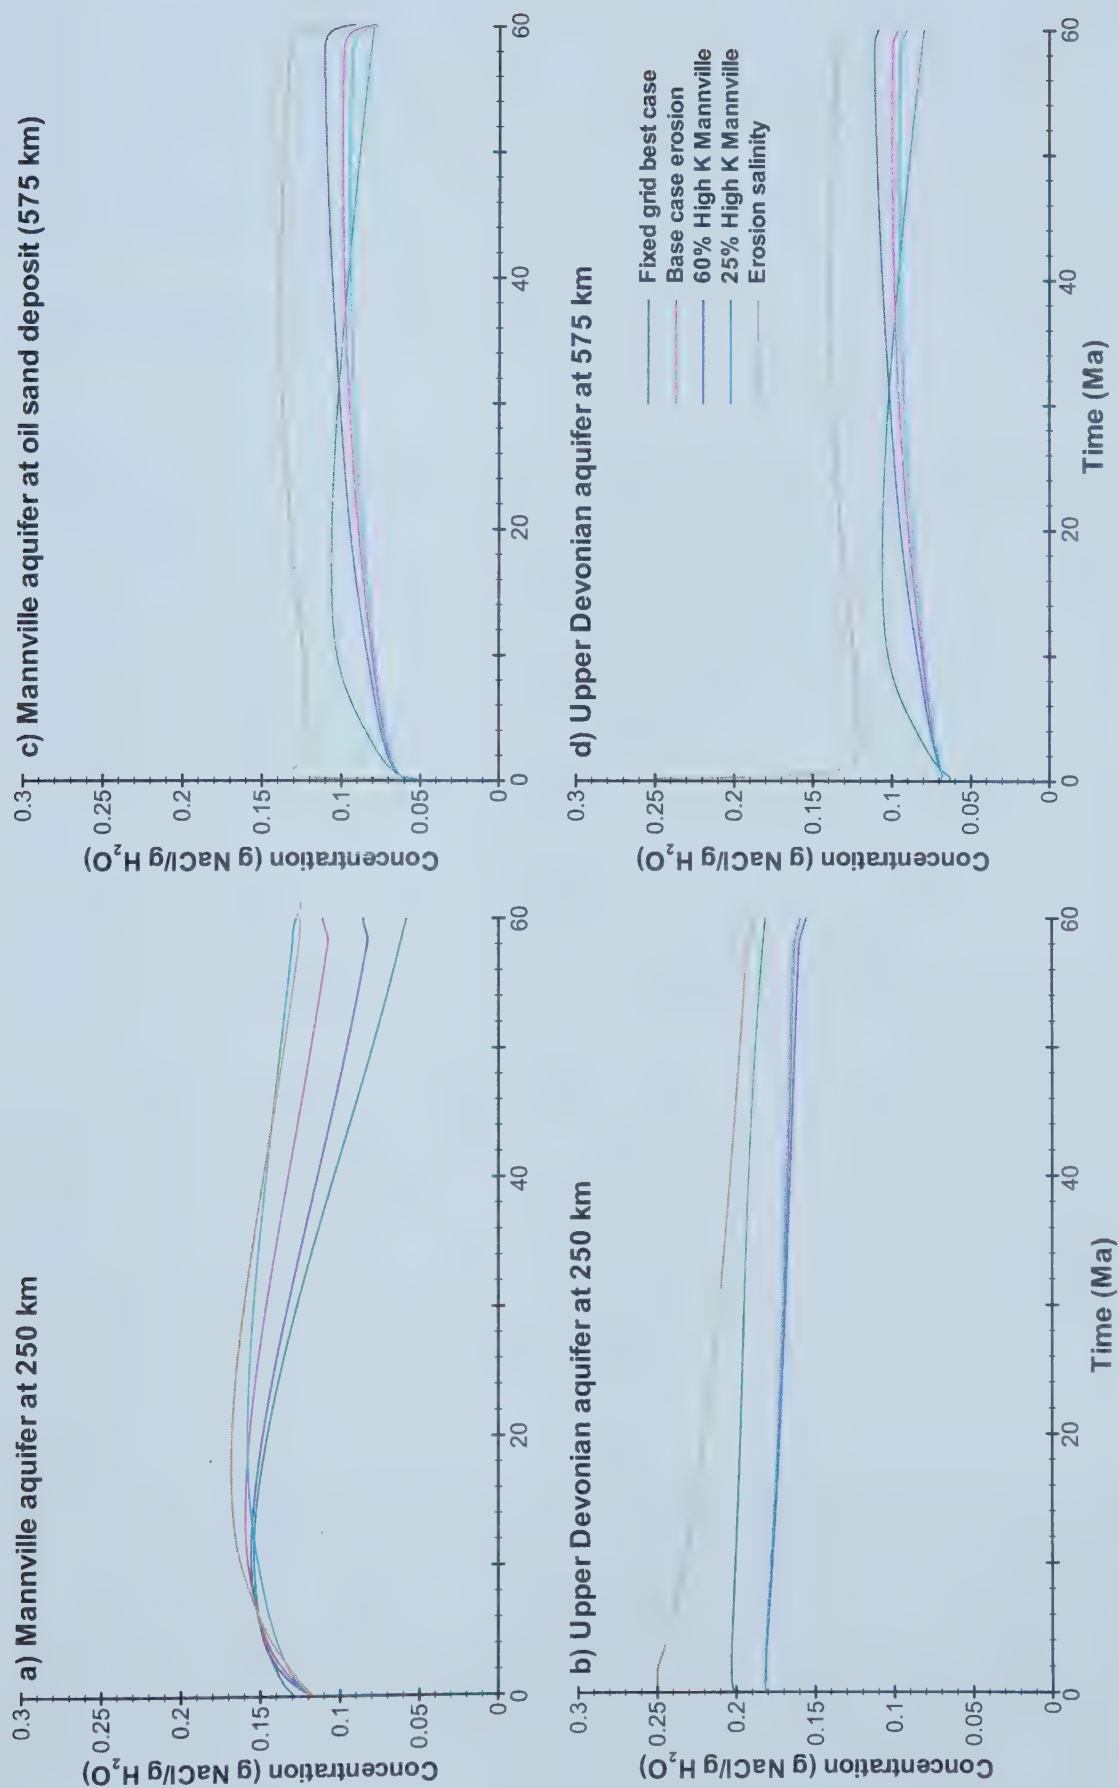 a) Mannville aquifer at 250 km
0.3
0.25
0.2
0.15
0.1
0.05
0
Concentration (g NaCl/g H₂O)
0
20
40
60
b) Upper Devonian aquifer at 250 km
0.3
0.25
0.2
0.15
0.1
0.05
0
Concentration (g NaCl/g H₂O)
0
20
40
60
Time (Ma)
c) Mannville aquifer at oil sand deposit (575 km)
0.3
0.25
0.2
0.15
0.1
0.05
0
Concentration (g NaCl/g H₂O)
0
20
40
60
d) Upper Devonian aquifer at 575 km
0.3
0.25
0.2
0.15
0.1
0.05
0
Concentration (g NaCl/g H₂O)
Fixed grid best case
Base case erosion
60% High K Mannville
25% High K Mannville
Erosion salinity
0
20
40
60
Time (Ma)